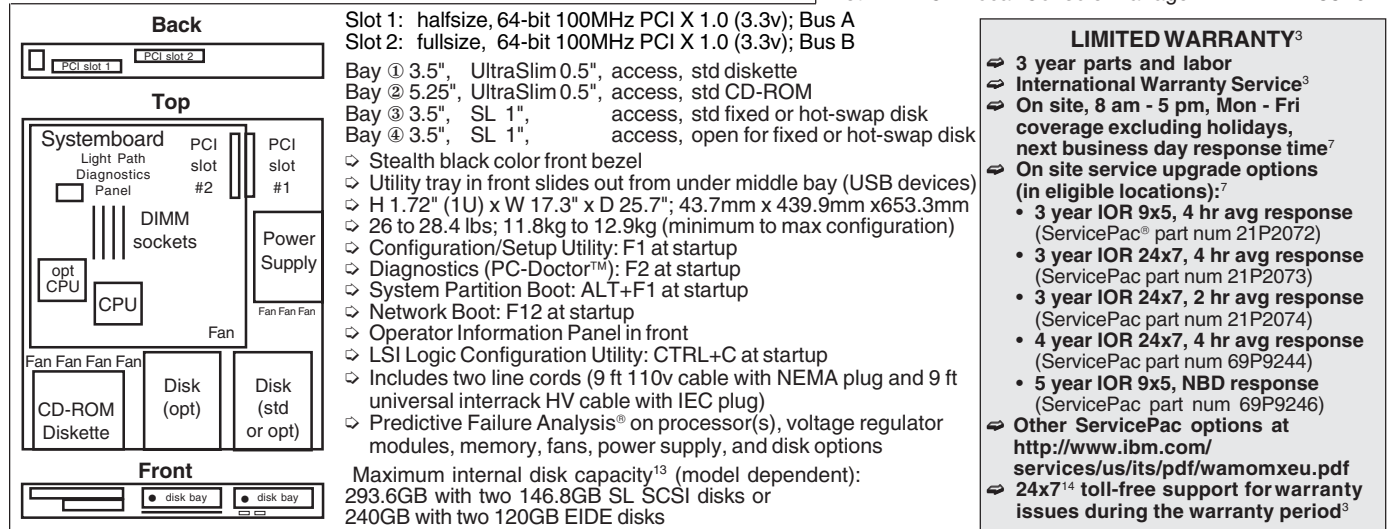 Back
PCI slot 1
PCI slot 2
Top
Systemboard
Light Path
Diagnostics
Panel
PCI
slot
#2
PCI
slot
#1
DIMM
sockets
Power
Supply
opt
CPU
CPU
Fan Fan Fan
Fan
Fan Fan Fan Fan
CD-ROM
Diskette
Disk
(opt)
Disk
(std
or opt)
Front
disk bay
disk bay
Slot 1: halfsize, 64-bit 100MHz PCI X 1.0 (3.3v); Bus A
Slot 2: fullsize, 64-bit 100MHz PCI X 1.0 (3.3v); Bus B
Bay ① 3.5", UltraSlim 0.5", access, std diskette
Bay ② 5.25", UltraSlim 0.5", access, std CD-ROM
Bay ③ 3.5", SL 1", access, std fixed or hot-swap disk
Bay ④ 3.5", SL 1", access, open for fixed or hot-swap disk
➪ Stealth black color front bezel
➪ Utility tray in front slides out from under middle bay (USB devices)
➪ H 1.72" (1U) x W 17.3" x D 25.7"; 43.7mm x 439.9mm x653.3mm
➪ 26 to 28.4 lbs; 11.8kg to 12.9kg (minimum to max configuration)
➪ Configuration/Setup Utility: F1 at startup
➪ Diagnostics (PC-Doctor™): F2 at startup
➪ System Partition Boot: ALT+F1 at startup
➪ Network Boot: F12 at startup
➪ Operator Information Panel in front
➪ LSI Logic Configuration Utility: CTRL+C at startup
➪ Includes two line cords (9 ft 110v cable with NEMA plug and 9 ft
universal interrack HV cable with IEC plug)
➪ Predictive Failure Analysis® on processor(s), voltage regulator
modules, memory, fans, power supply, and disk options
Maximum internal disk capacity¹³ (model dependent):
293.6GB with two 146.8GB SL SCSI disks or
240GB with two 120GB EIDE disks
LIMITED WARRANTY³
➫ 3 year parts and labor
➫ International Warranty Service³
➫ On site, 8 am - 5 pm, Mon - Fri
coverage excluding holidays,
next business day response time⁷
➫ On site service upgrade options
(in eligible locations):⁷
• 3 year IOR 9x5, 4 hr avg response
(ServicePac® part num 21P2072)
• 3 year IOR 24x7, 4 hr avg response
(ServicePac part num 21P2073)
• 3 year IOR 24x7, 2 hr avg response
(ServicePac part num 21P2074)
• 4 year IOR 24x7, 4 hr avg response
(ServicePac part num 69P9244)
• 5 year IOR 9x5, NBD response
(ServicePac part num 69P9246)
➫ Other ServicePac options at
http://www.ibm.com/
services/us/its/pdf/wamomxeu.pdf
➫ 24x7¹⁴ toll-free support for warranty
issues during the warranty period³